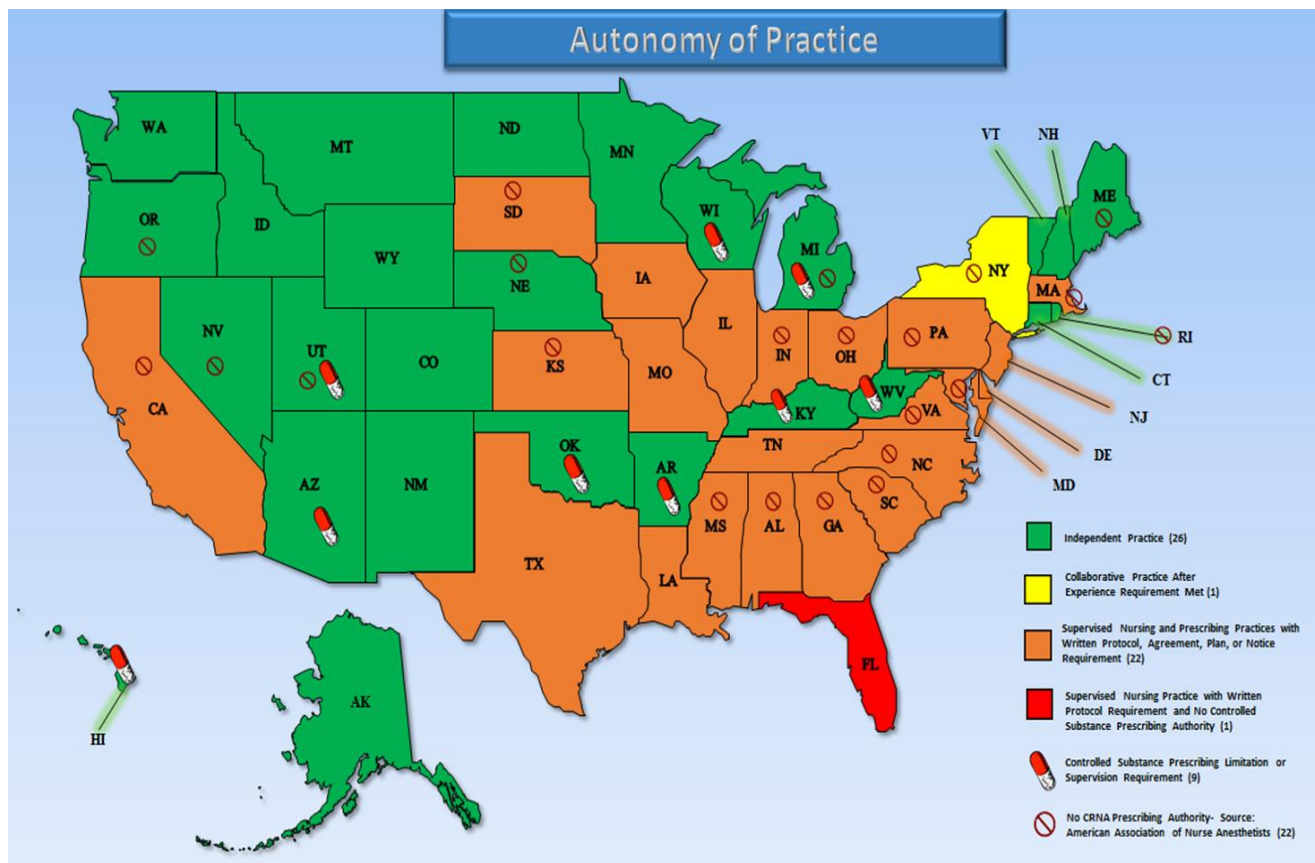 Autonomy of Practice
VT
NH
WA
MT
ND
MN
ME
OR
ID
SD
WI
MI
WY
NY
MA
NE
IA
RI
NV
UT
CO
KS
IL
IN
OH
PA
CA
MO
WV
KY
VA
CT
NJ
DE
MD
AZ
NM
OK
AR
TN
NC
SC
MS
AL
GA
TX
LA
FL
AK
HI
Independent Practice (26)
Collaborative Practice After
Experience Requirement Met (1)
Supervised Nursing and Prescribing Practices with
Written Protocol, Agreement, Plan, or Notice
Requirement (22)
Supervised Nursing Practice with Written
Protocol Requirement and No Controlled
Substance Prescribing Authority (1)
Controlled Substance Prescribing Limitation or
Supervision Requirement (9)
No CRNA Prescribing Authority- Source:
American Association of Nurse Anesthetists (22)